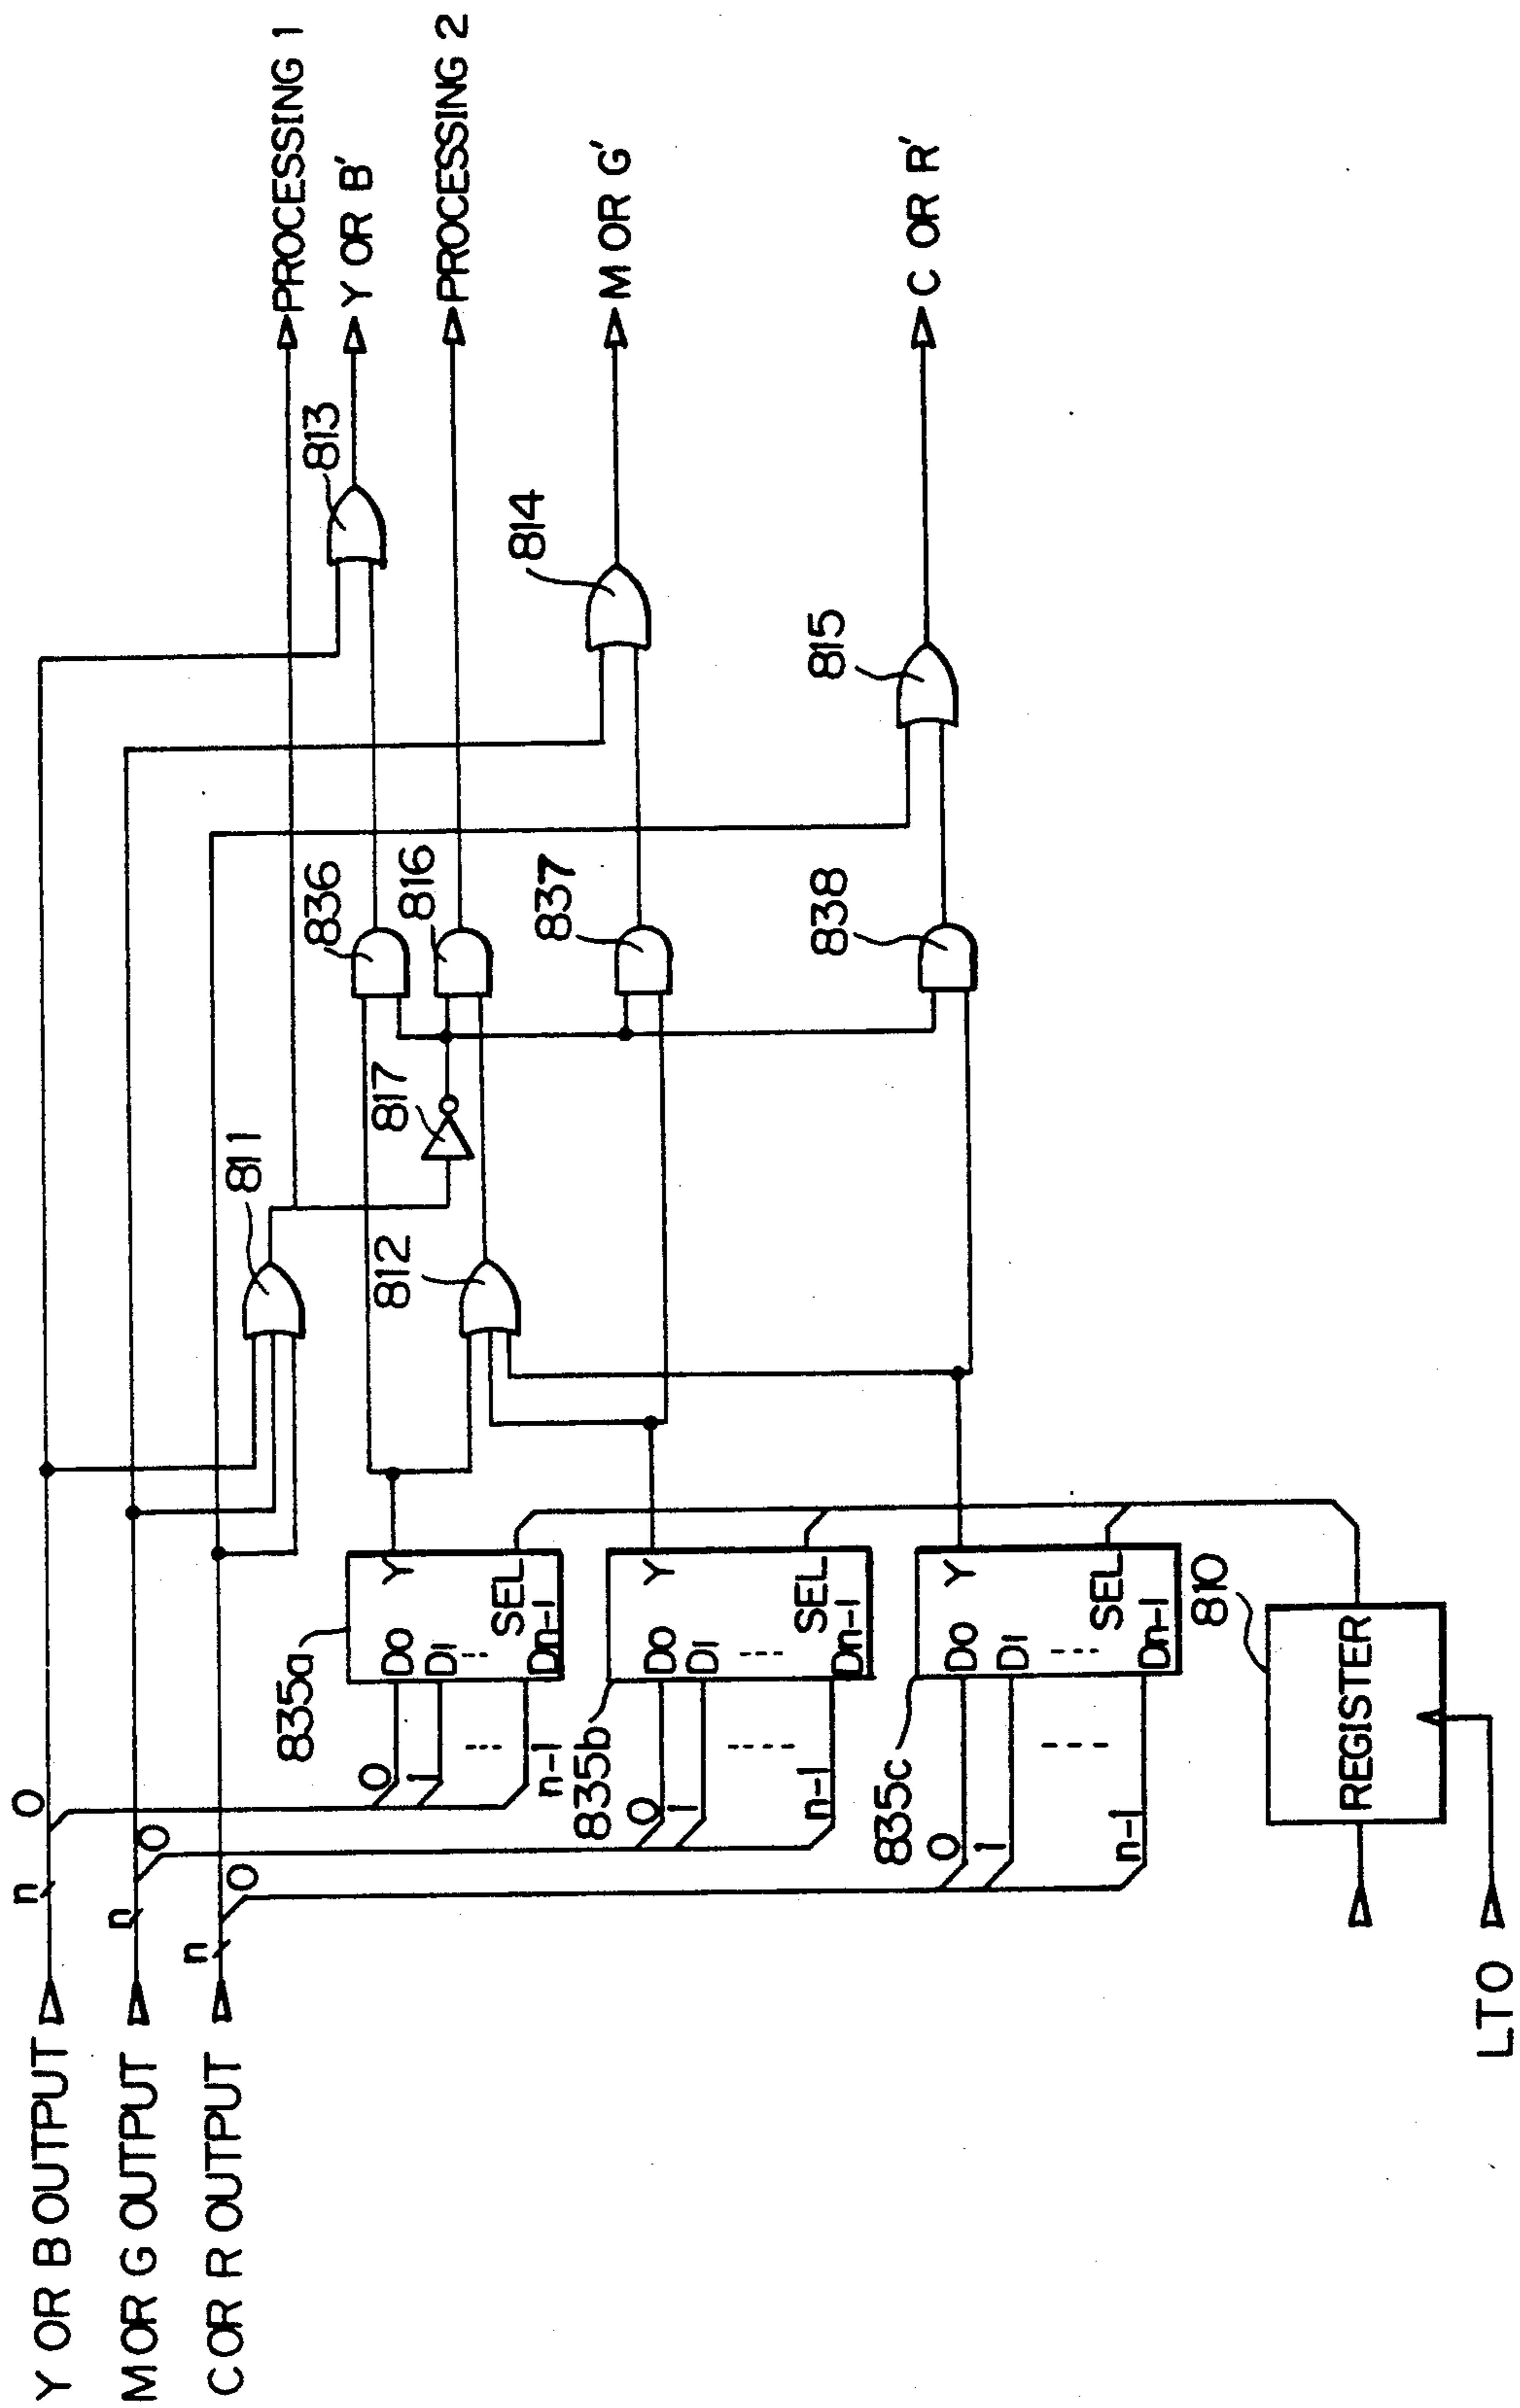 Y OR B OUTPUT
M OR G OUTPUT
C OR R OUTPUT
n
n
n
0
0
0
835a
0
1
n-1
D0
D1
Dn-1
Y
SEL
835b
0
1
n-1
D0
D1
Dn-1
Y
SEL
835c
0
1
n-1
D0
D1
Dn-1
Y
SEL
810
REGISTER
LT0
811
812
817
836
816
837
838
813
814
815
PROCESSING 1
Y OR B'
PROCESSING 2
M OR G'
C OR R'